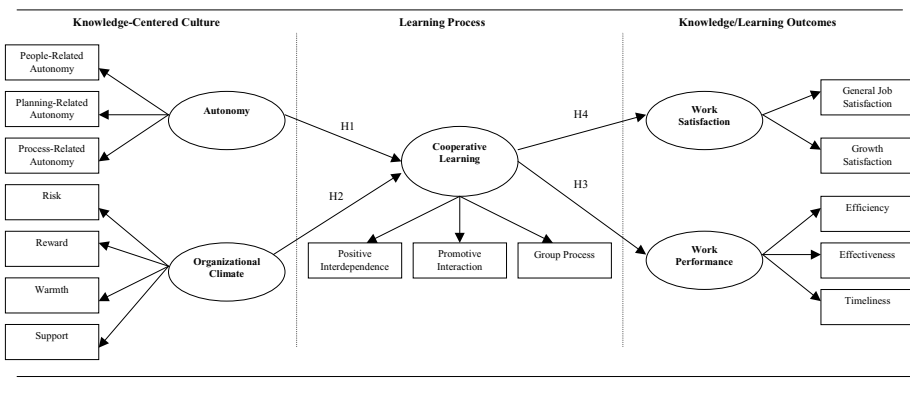 Knowledge-Centered Culture
Learning Process
Knowledge/Learning Outcomes
People-Related
Autonomy
Planning-Related
Autonomy
Process-Related
Autonomy
Risk
Reward
Warmth
Support
Autonomy
Organizational
Climate
H1
H2
Cooperative
Learning
Positive
Interdependence
Promotive
Interaction
Group Process
H4
H3
Work
Satisfaction
Work
Performance
General Job
Satisfaction
Growth
Satisfaction
Efficiency
Effectiveness
Timeliness